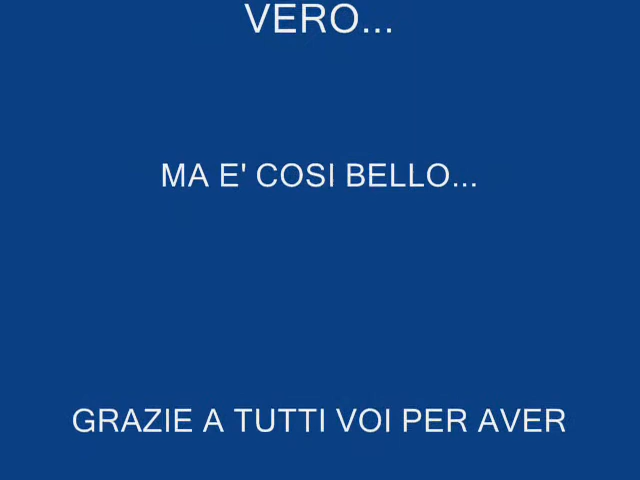 VERO...
MA E' COSI BELLO...
GRAZIE A TUTTI VOI PER AVER